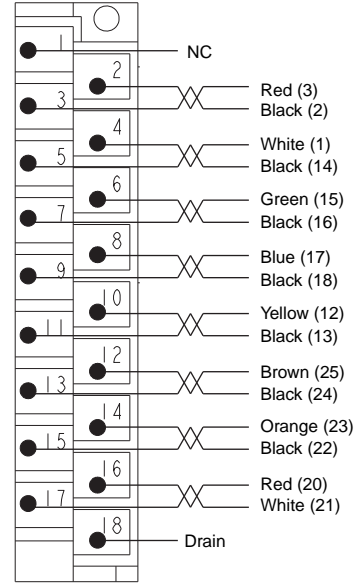 1
NC
2
Red (3)
3
Black (2)
4
White (1)
5
Black (14)
6
Green (15)
7
Black (16)
8
Blue (17)
9
Black (18)
10
Yellow (12)
11
Black (13)
12
Brown (25)
13
Black (24)
14
Orange (23)
15
Black (22)
16
Red (20)
17
White (21)
18
Drain